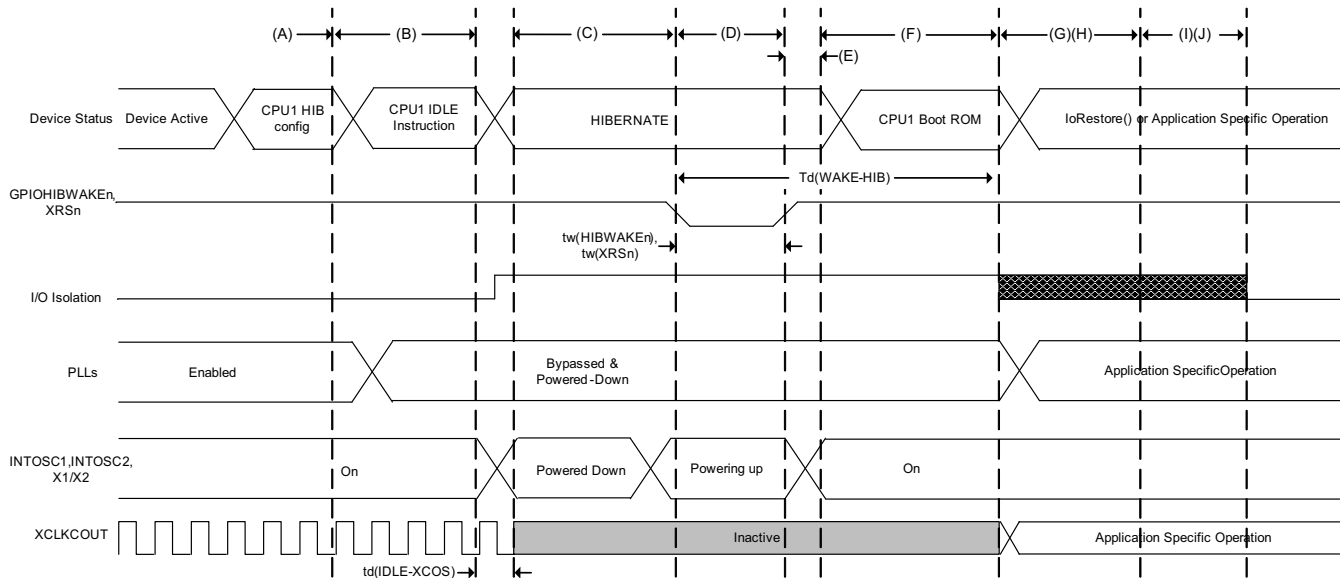 (A)
(B)
(C)
(D)
(E)
(F)
(G)(H)
(I)(J)
Device Status
Device Active
CPU1 HIB
config
CPU1 IDLE
Instruction
HIBERNATE
CPU1 Boot ROM
IoRestore() or Application Specific Operation
Td(WAKE-HIB)
GPIOHIBWAKEn,
XRSn
tw(HIBWAKEn),
tw(XRSn)
I/O Isolation
PLLs
Enabled
Bypassed &
Powered-Down
Application SpecificOperation
INTOSC1,INTOSC2,
X1/X2
On
Powered Down
Powering up
On
XCLKCOUT
Inactive
Application Specific Operation
td(IDLE-XCOS)